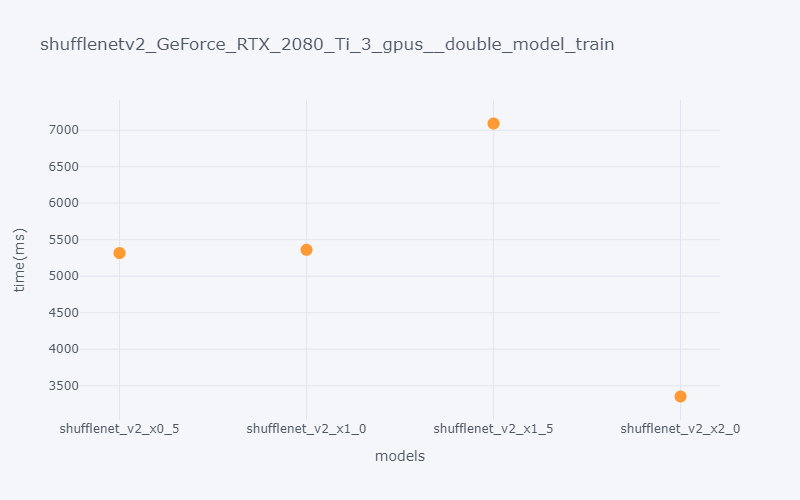 shufflenetv2_GeForce_RTX_2080_Ti_3_gpus__double_model_train
time(ms)
7000
6500
6000
5500
5000
4500
4000
3500
shufflenet_v2_x0_5 shufflenet_v2_x1_0 shufflenet_v2_x1_5 shufflenet_v2_x2_0
models